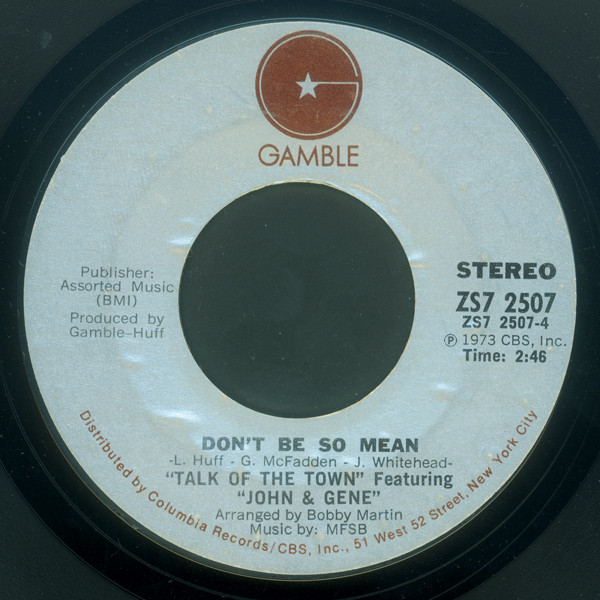 GAMBLE
Publisher:
Assorted Music
(BMI)
Produced by
Gamble-Huff
STEREO
ZS7 2507
ZS7 2507-4
Ⓟ 1973 CBS, Inc.
Time: 2:46
DON'T BE SO MEAN
-L. Huff - G. McFadden - J. Whitehead-
"TALK OF THE TOWN" Featuring
"JOHN & GENE"
Arranged by Bobby Martin
Music by: MFSB
Distributed by Columbia Records/CBS, Inc., 51 West 52 Street, New York City